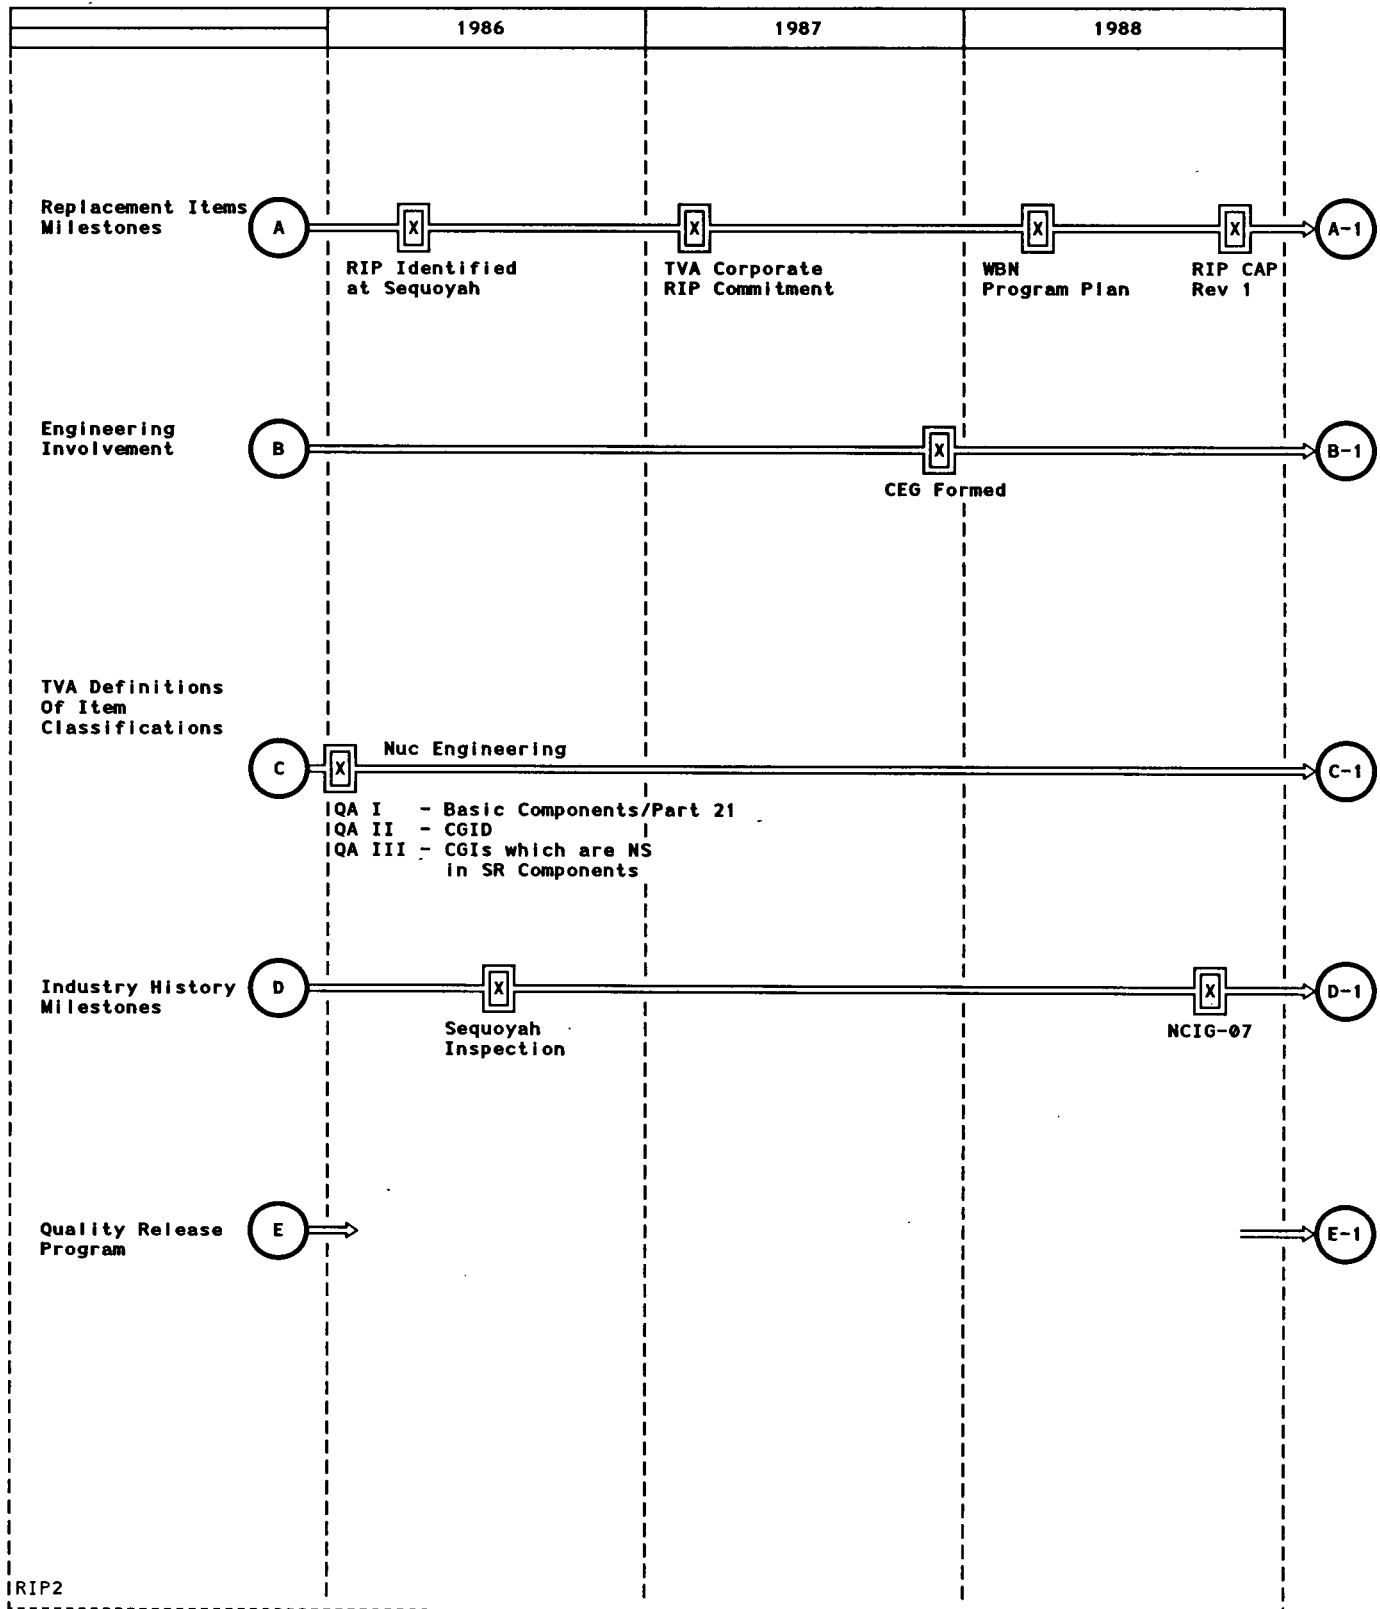 1986 1987 1988
Replacement Items
Milestones
A X X X X A-1
RIP Identified TVA Corporate WBN RIP CAP
at Sequoyah RIP Commitment Program Plan Rev 1
Engineering
Involvement
B X B-1
CEG Formed
TVA Definitions
Of Item
Classifications
Nuc Engineering
C X C-1
QA I - Basic Components/Part 21
QA II - CGID
QA III - CGIs which are NS
in SR Components
Industry History
Milestones
D X X D-1
Sequoyah NCIG-07
Inspection
Quality Release
Program
E E-1
RIP2